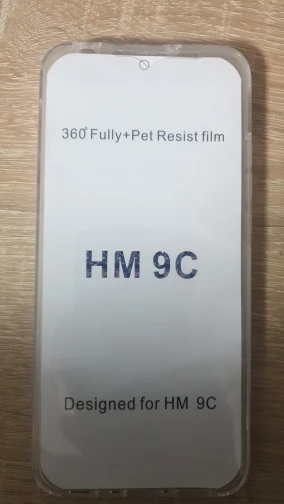 360° Fully+Pet Resist film
HM 9C
Designed for HM 9C